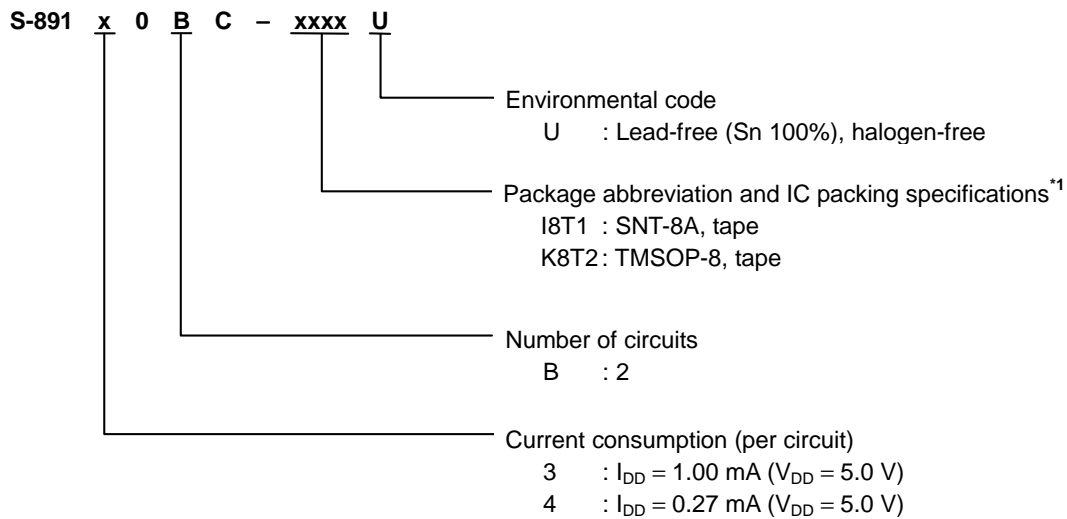 S-891 x 0 B C – xxxx U
Environmental code
U : Lead-free (Sn 100%), halogen-free
Package abbreviation and IC packing specifications*1
I8T1 : SNT-8A, tape
K8T2 : TMSOP-8, tape
Number of circuits
B : 2
Current consumption (per circuit)
3 : IDD = 1.00 mA (VDD = 5.0 V)
4 : IDD = 0.27 mA (VDD = 5.0 V)